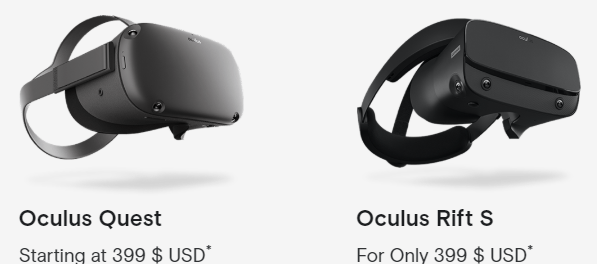 Oculus Quest
Oculus Rift S
Starting at 399 $ USD*
For Only 399 $ USD*